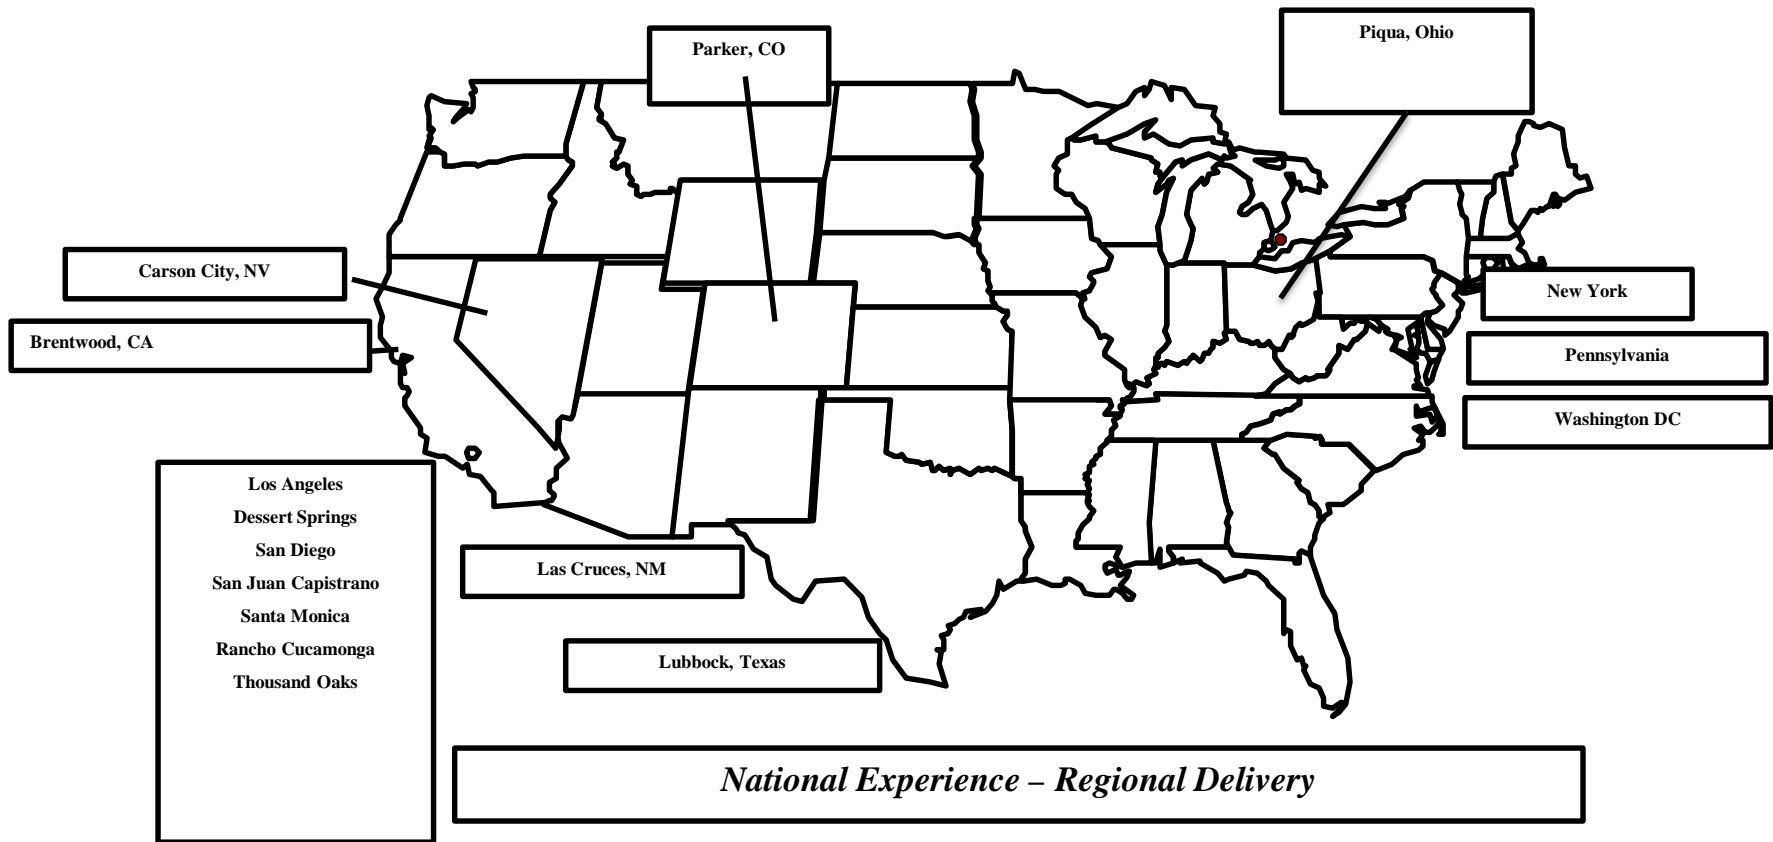 Piqua, Ohio
Parker, CO
Carson City, NV
New York
Brentwood, CA
Pennsylvania
Washington DC
Los Angeles
Dessert Springs
San Diego
San Juan Capistrano
Santa Monica
Rancho Cucamonga
Thousand Oaks
Las Cruces, NM
Lubbock, Texas
National Experience – Regional Delivery